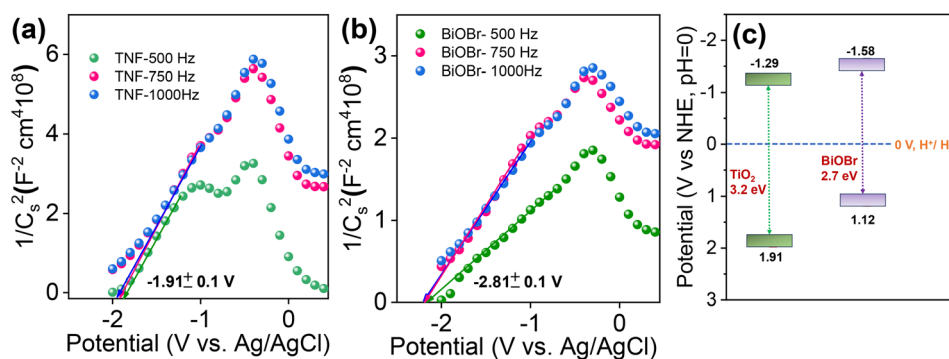 (a)
1/Cs^2(F^-2 cm^4 10^8)
6
4
2
0
TNF-500 Hz
TNF-750 Hz
TNF-1000Hz
-1.91± 0.1 V
-2
-1
0
Potential (V vs. Ag/AgCl)
(b)
1/Cs^2(F^-2 cm^4 10^8)
3
2
1
0
BiOBr- 500 Hz
BiOBr- 750 Hz
BiOBr- 1000Hz
-2.81± 0.1 V
-2
-1
0
Potential (V vs. Ag/AgCl)
(c)
Potential (V vs NHE, pH=0)
-2
-1
0
1
2
3
-1.58
-1.29
0 V, H⁺/ H
TiO₂
3.2 eV
BiOBr
2.7 eV
1.12
1.91